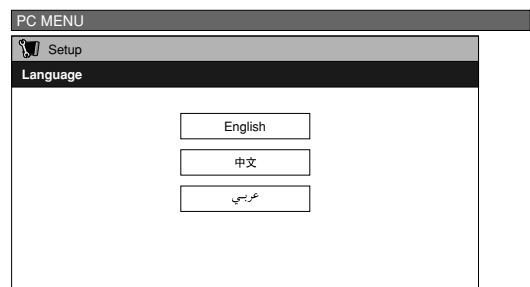 PC MENU
Setup
Language
English
中文
عربي